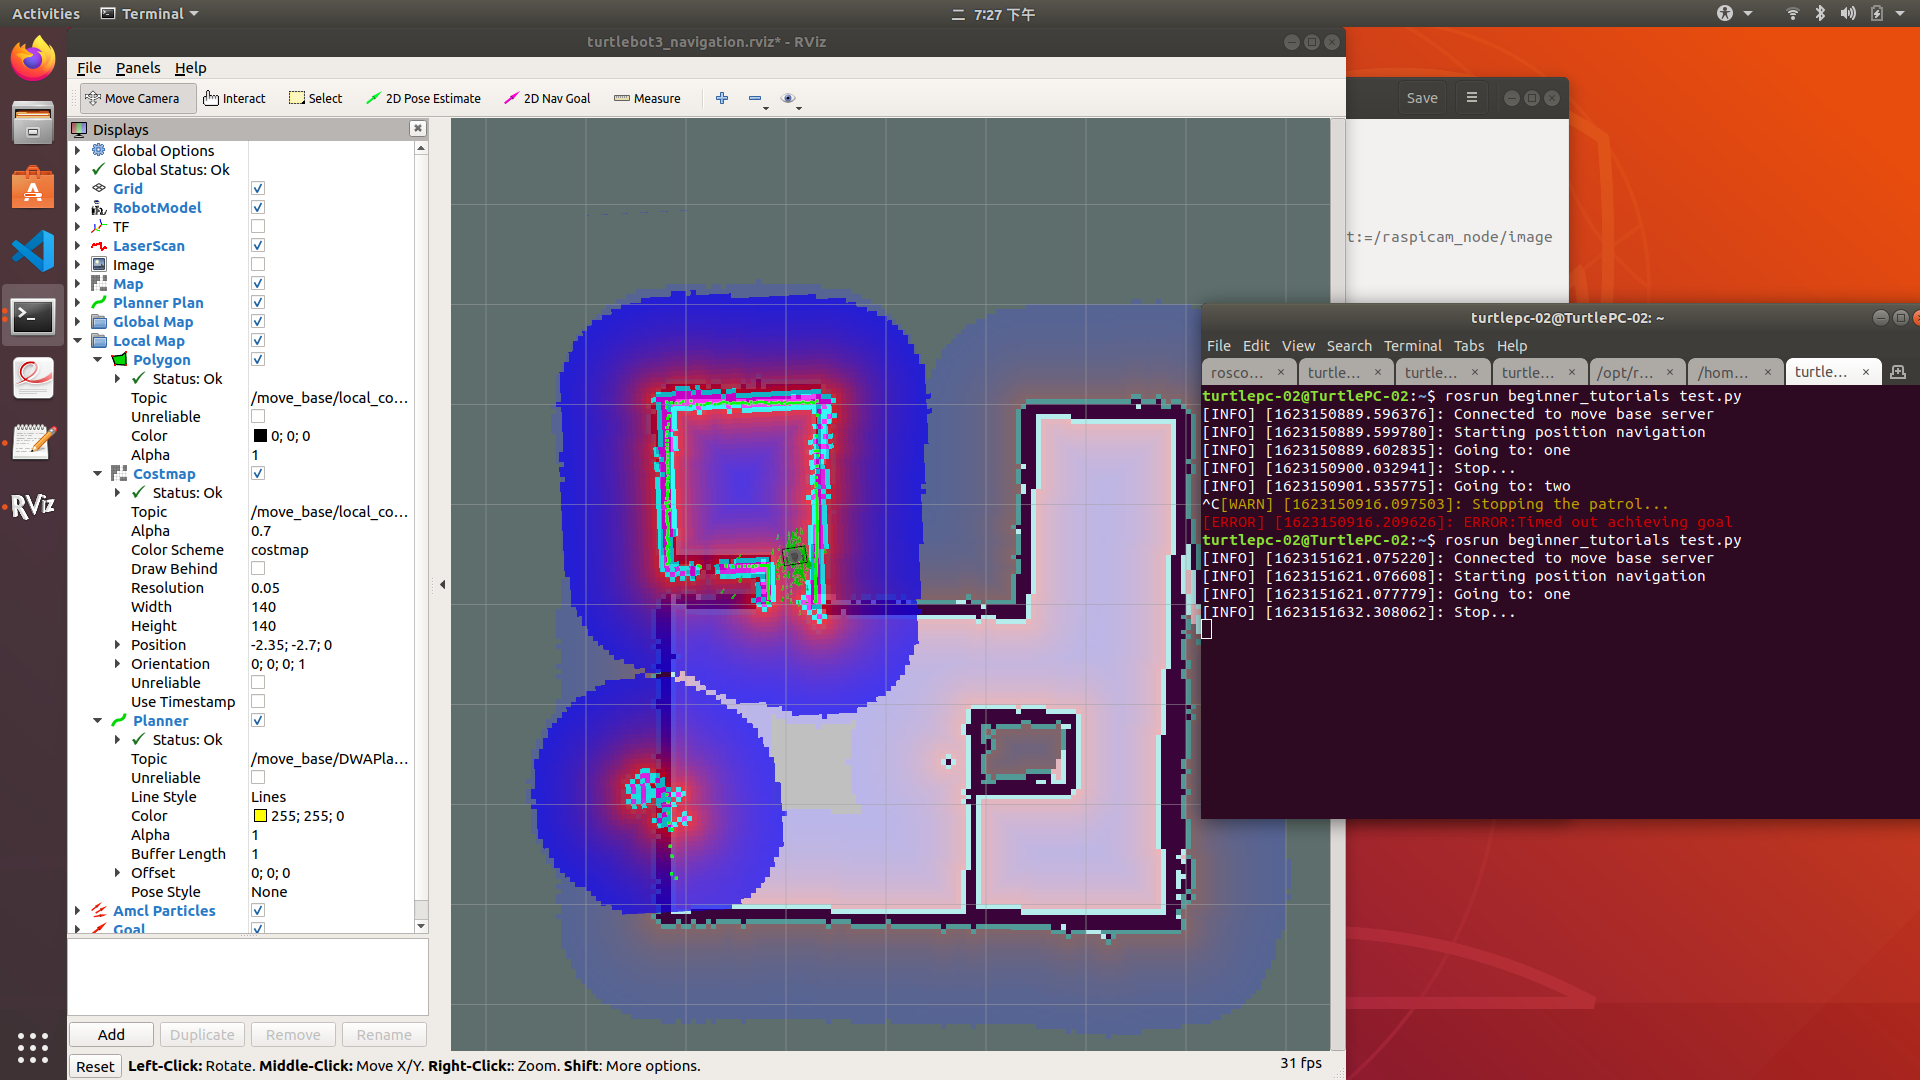 Activities
Terminal
二 7:27 下午
turtlebot3_navigation.rviz* - RViz
File Panels Help
Move Camera
Interact
Select
2D Pose Estimate
2D Nav Goal
Measure
Save
Displays
Global Options
Global Status: Ok
Grid
RobotModel
TF
LaserScan
Image
Map
Planner Plan
Global Map
Local Map
Polygon
Status: Ok
Topic /move_base/local_co...
Unreliable
Color 0; 0; 0
Alpha 1
Costmap
Status: Ok
Topic /move_base/local_co...
Alpha 0.7
Color Scheme costmap
Draw Behind
Resolution 0.05
Width 140
Height 140
Position -2.35; -2.7; 0
Orientation 0; 0; 0; 1
Unreliable
Use Timestamp
Planner
Status: Ok
Topic /move_base/DWAPla...
Unreliable
Line Style Lines
Color 255; 255; 0
Alpha 1
Buffer Length 1
Offset 0; 0; 0
Pose Style None
Amcl Particles
Goal
Add Duplicate Remove Rename
Reset Left-Click: Rotate. Middle-Click: Move X/Y. Right-Click:: Zoom. Shift: More options.
31 fps
RViz
t:=/raspicam_node/image
turtlepc-02@TurtlePC-02: ~
File Edit View Search Terminal Tabs Help
rosco... turtle... turtle... turtle... /opt/r... /hom... turtle...
turtlepc-02@TurtlePC-02:~$ rosrun beginner_tutorials test.py
[INFO] [1623150889.596376]: Connected to move base server
[INFO] [1623150889.599780]: Starting position navigation
[INFO] [1623150889.602835]: Going to: one
[INFO] [1623150900.032941]: Stop...
[INFO] [1623150901.535775]: Going to: two
^C[WARN] [1623150916.097503]: Stopping the patrol...
[ERROR] [1623150916.209626]: ERROR:Timed out achieving goal
turtlepc-02@TurtlePC-02:~$ rosrun beginner_tutorials test.py
[INFO] [1623151621.075220]: Connected to move base server
[INFO] [1623151621.076608]: Starting position navigation
[INFO] [1623151621.077779]: Going to: one
[INFO] [1623151632.308062]: Stop...